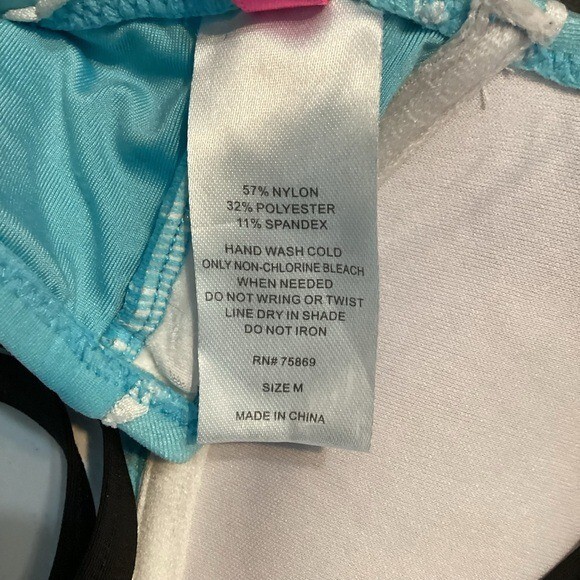 57% NYLON
32% POLYESTER
11% SPANDEX
HAND WASH COLD
ONLY NON-CHLORINE BLEACH
WHEN NEEDED
DO NOT WRING OR TWIST
LINE DRY IN SHADE
DO NOT IRON
RN# 75869
SIZE M
MADE IN CHINA